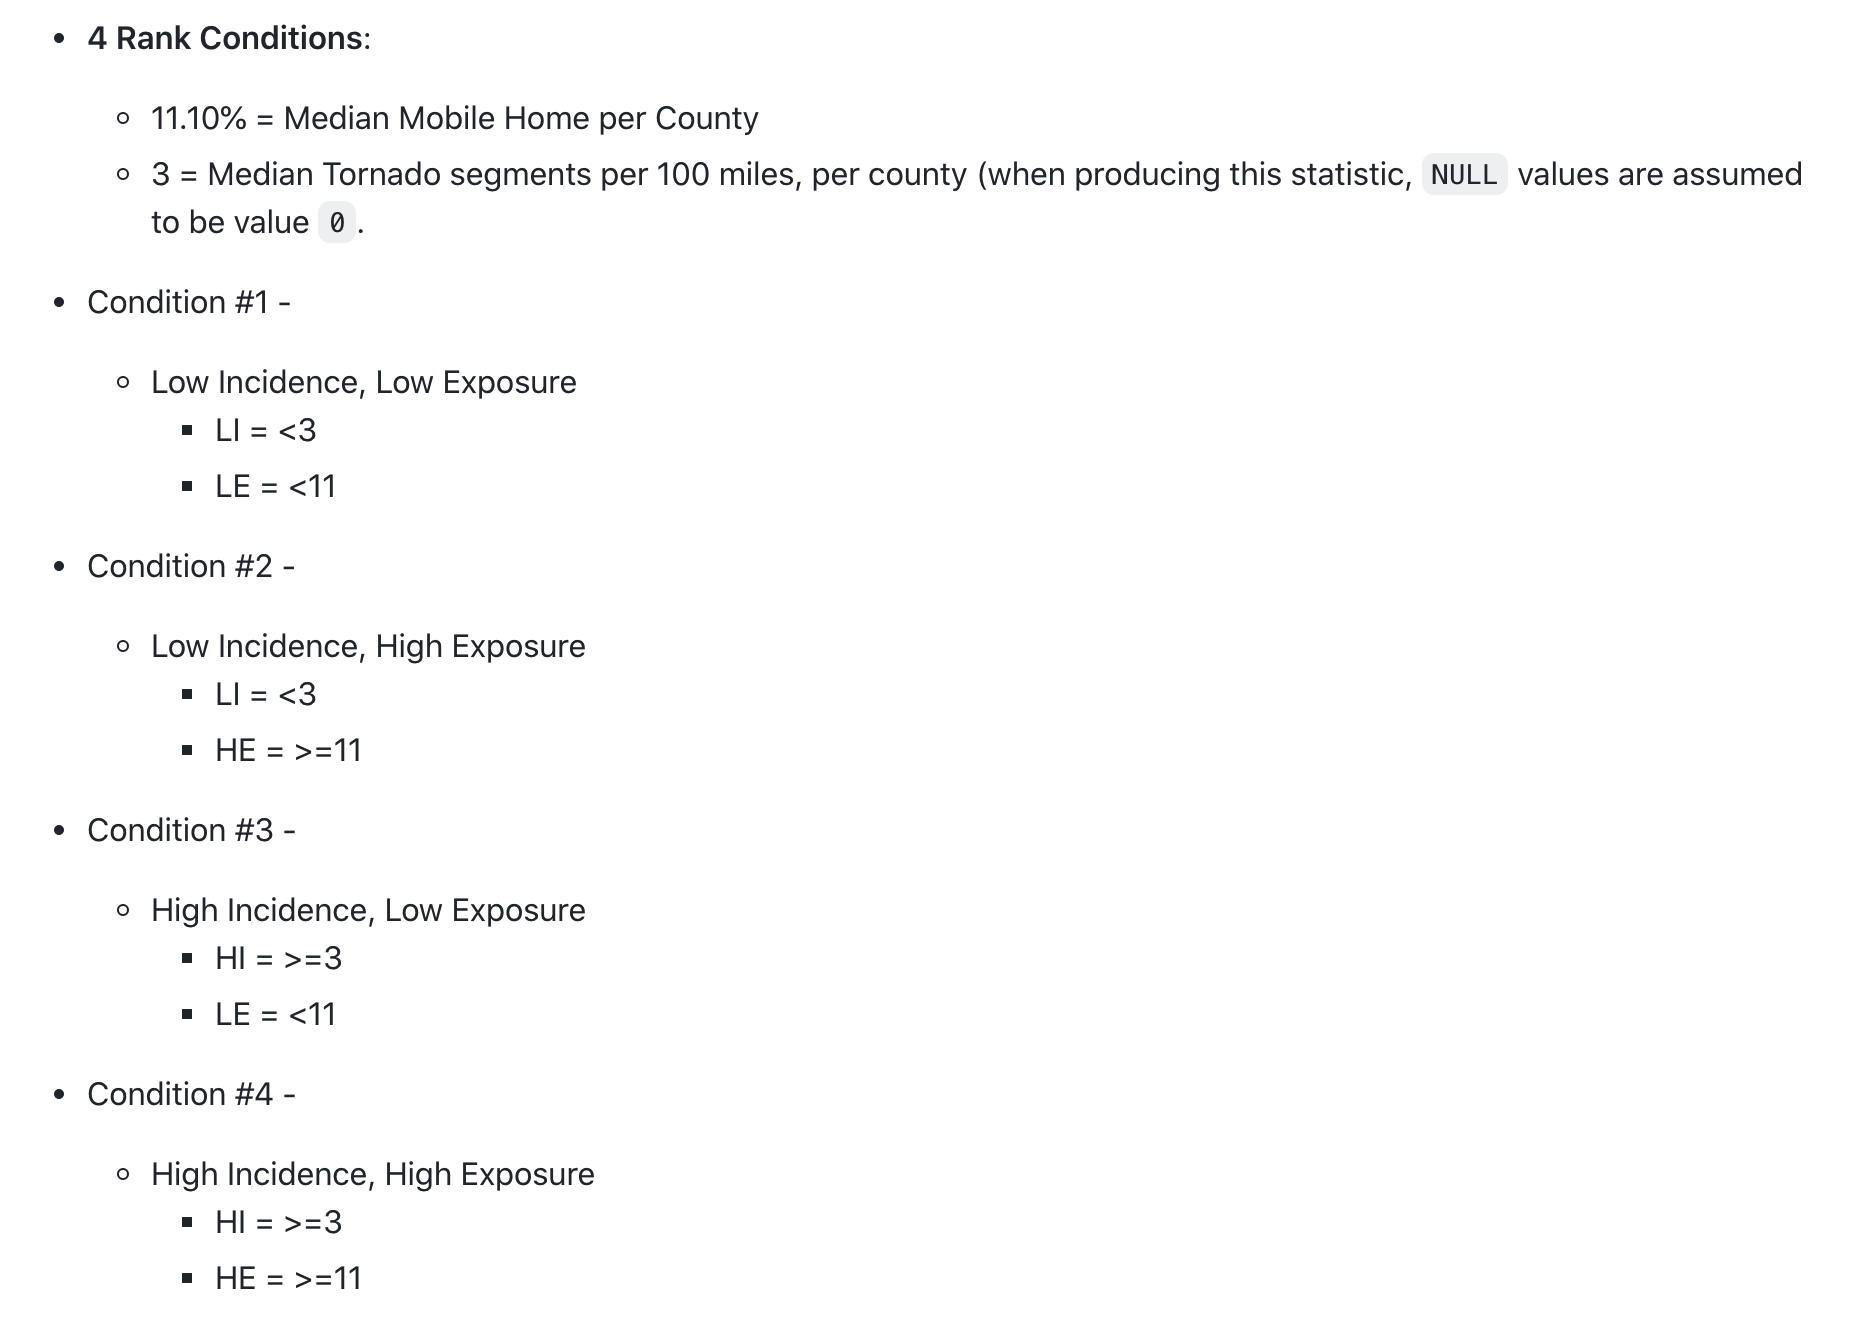 4 Rank Conditions:
11.10% = Median Mobile Home per County
3 = Median Tornado segments per 100 miles, per county (when producing this statistic, NULL values are assumed
to be value 0.
Condition #1 -
Low Incidence, Low Exposure
LI = <3
LE = <11
Condition #2 -
Low Incidence, High Exposure
LI = <3
HE = >=11
Condition #3 -
High Incidence, Low Exposure
HI = >=3
LE = <11
Condition #4 -
High Incidence, High Exposure
HI = >=3
HE = >=11